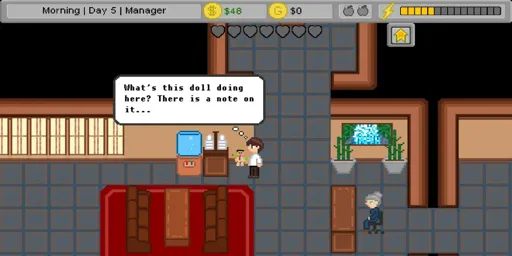 Morning | Day 5 | Manager
$ $48
G $0
What's this doll doing
here? There is a note on
it...